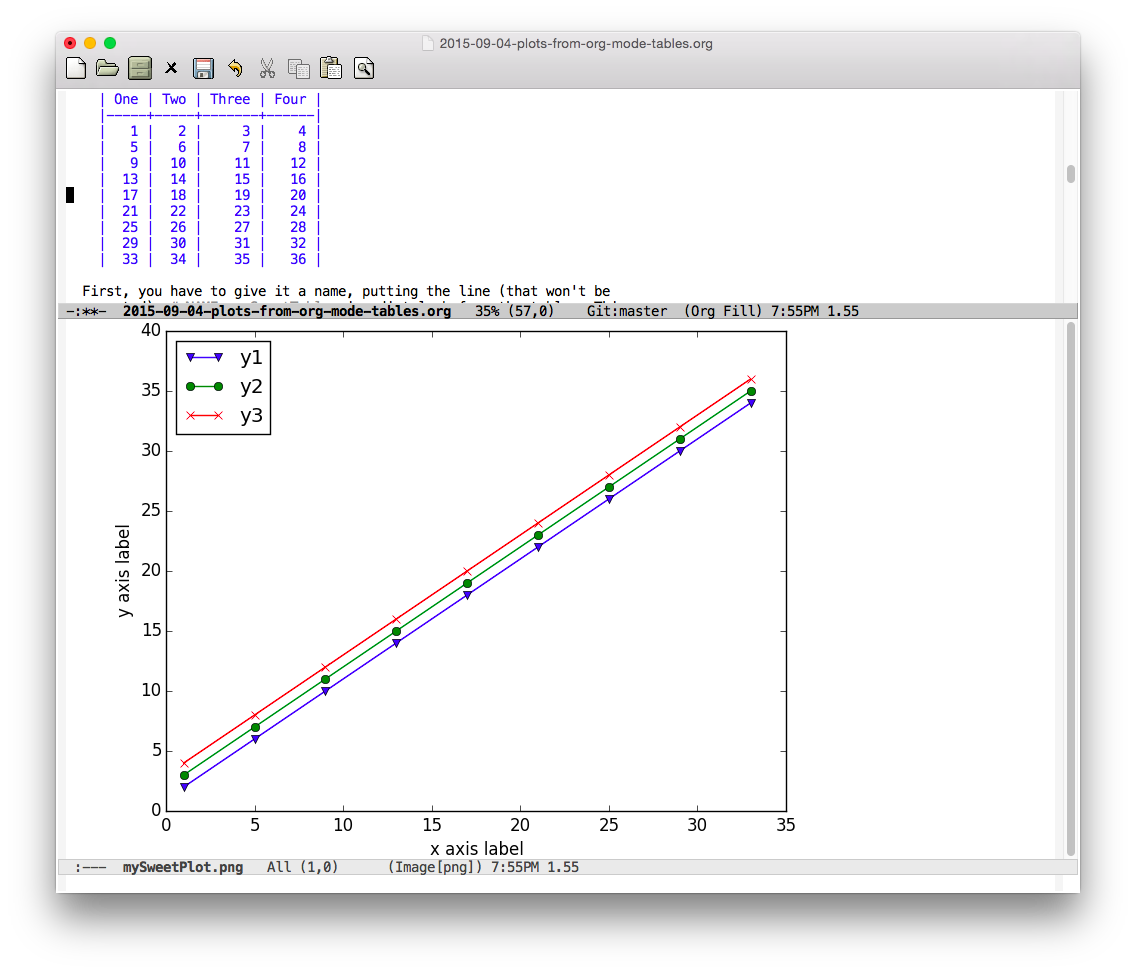 2015-09-04-plots-from-org-mode-tables.org
| One | Two | Three | Four |
|-----+-----+-------+------|
| 1 | 2 | 3 | 4 |
| 5 | 6 | 7 | 8 |
| 9 | 10 | 11 | 12 |
| 13 | 14 | 15 | 16 |
| 17 | 18 | 19 | 20 |
| 21 | 22 | 23 | 24 |
| 25 | 26 | 27 | 28 |
| 29 | 30 | 31 | 32 |
| 33 | 34 | 35 | 36 |
First, you have to give it a name, putting the line (that won't be
-:**- 2015-09-04-plots-from-org-mode-tables.org 35% (57,0) Git:master (Org Fill) 7:55PM 1.55
40
y1
y2
y3
35
30
25
20
15
10
5
0
y axis label
0 5 10 15 20 25 30 35
x axis label
:--- mySweetPlot.png All (1,0) (Image[png]) 7:55PM 1.55